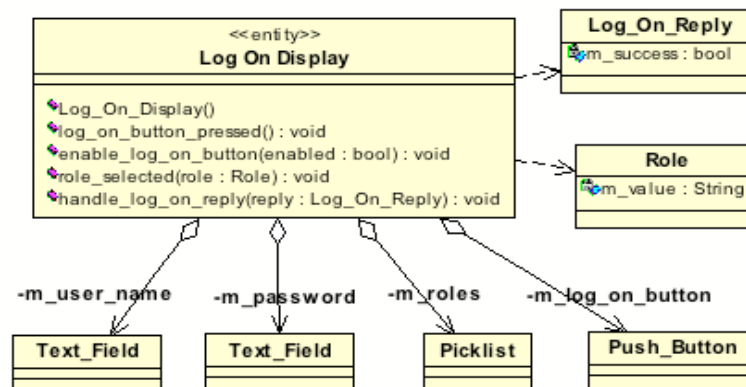 <<entity>>
Log On Display
Log_On_Display()
log_on_button_pressed() : void
enable_log_on_button(enabled : bool) : void
role_selected(role : Role) : void
handle_log_on_reply(reply : Log_On_Reply) : void
Log_On_Reply
-m_success : bool
Role
-m_value : String
-m_user_name
-m_password
-m_roles
-m_log_on_button
Text_Field
Text_Field
Picklist
Push_Button